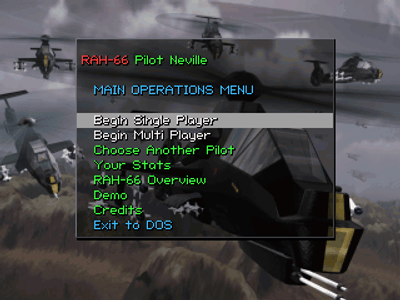 RAH-66 Pilot Neville
MAIN OPERATIONS MENU
Begin Single Player
Begin Multi Player
Choose Another Pilot
Your Stats
RAH-66 Overview
Demo
Credits
Exit to DOS